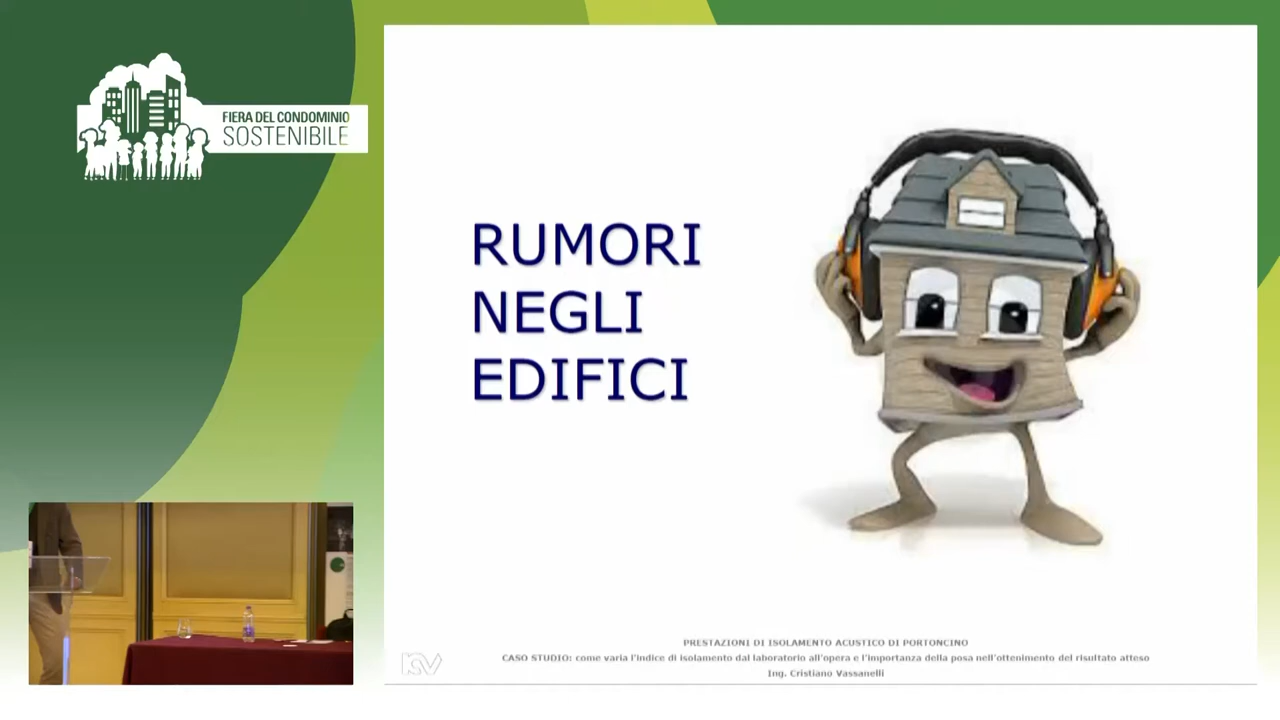 FIERA DEL CONDOMINIO
SOSTENIBILE
RUMORI
NEGLI
EDIFICI
PRESTAZIONI DI ISOLAMENTO ACUSTICO DI PORTONCINO
CASO STUDIO: come varia l'indice di isolamento dal laboratorio all'opera e l'importanza della posa nell'ottenimento del risultato atteso
Ing. Cristiano Vassanelli